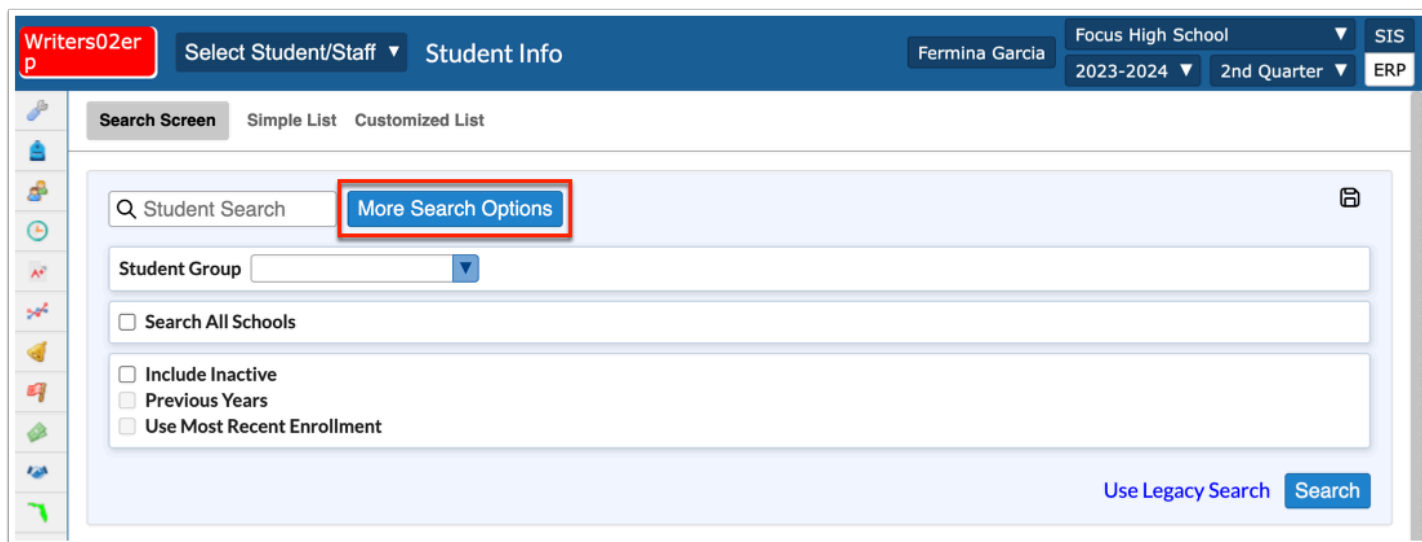 Writers02er
p
Select Student/Staff ▼
Student Info
Fermina Garcia
Focus High School ▼
2023-2024 ▼
2nd Quarter ▼
SIS
ERP
Search Screen
Simple List
Customized List
Student Search
More Search Options
Student Group
Search All Schools
Include Inactive
Previous Years
Use Most Recent Enrollment
Use Legacy Search
Search
A+